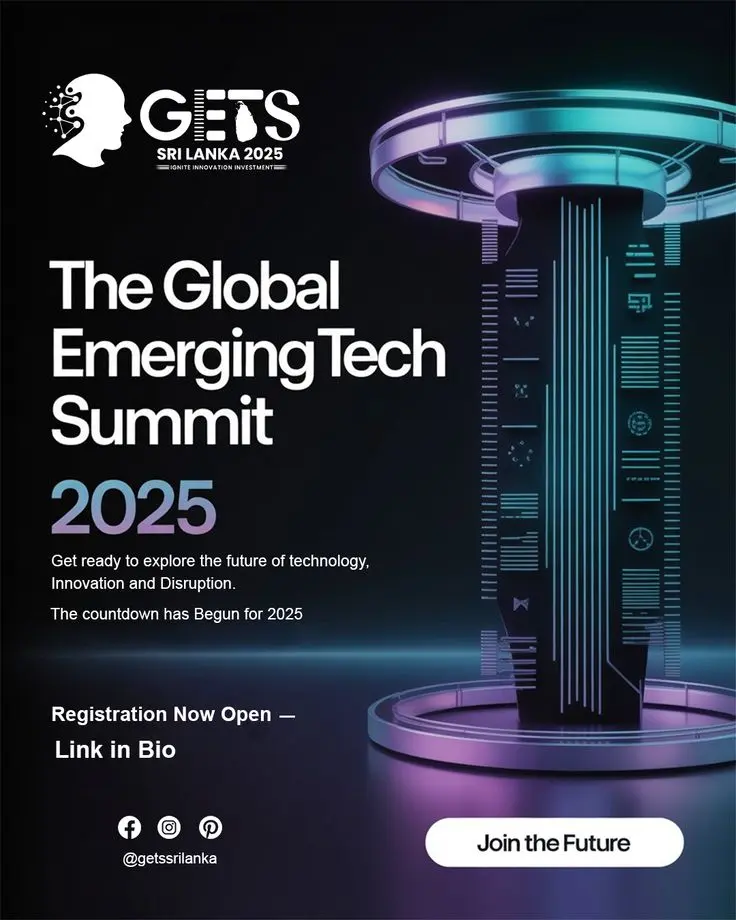 GETS
SRI LANKA 2025
IGNITE INNOVATION INVESTMENT
The Global
Emerging Tech
Summit
2025
Get ready to explore the future of technology,
Innovation and Disruption.
The countdown has Begun for 2025
Registration Now Open —
Link in Bio
@getssrilanka
Join the Future